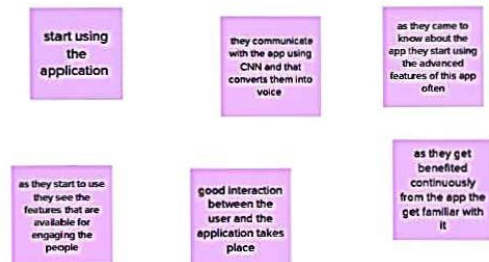 start using
the
application
they communicate
with the app using
CNN and that
converts them into
voice
as they came to
know about the
app they start using
the advanced
features of this app
often
as they start to use
they see the
features that are
available for
engaging the
people
good interaction
between the
user and the
application takes
place
as they get
benefited
continuously
from the app the
get familiar with
it